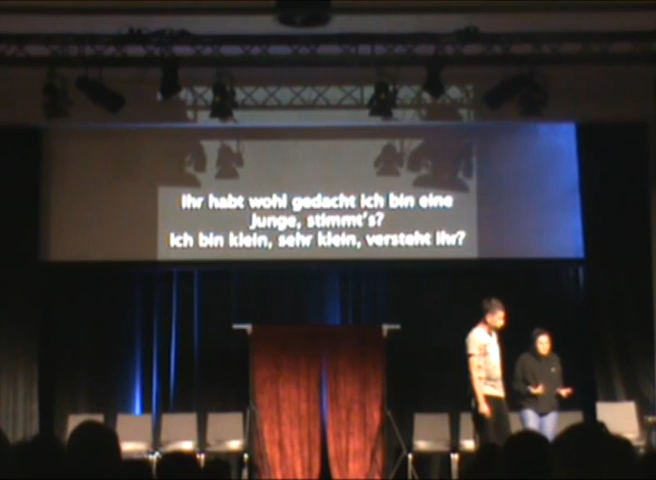 Ihr habt wohl gedacht ich bin eine
Junge, stimmt's?
Ich bin klein, sehr klein, versteht ihr?